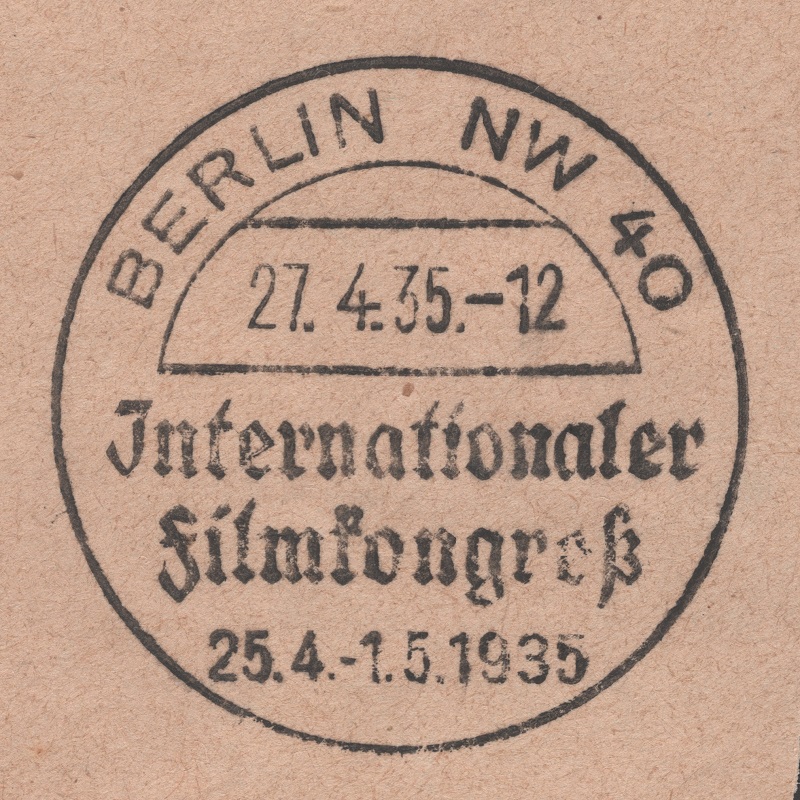 BERLIN NW 40
27.4.35.-12
Internationaler
Filmkongreß
25.4.-1.5.1935